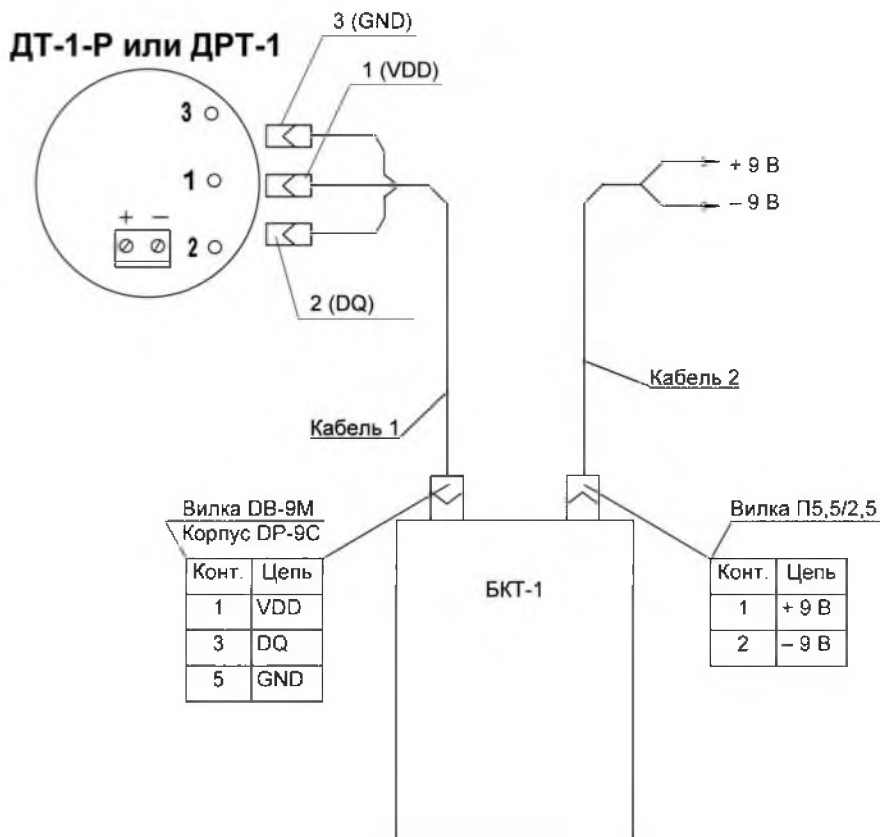 3 (GND)
ДТ-1-Р или ДРТ-1
1 (VDD)
3
1
+ –
2
2 (DQ)
+ 9 В
– 9 В
Кабель 2
Кабель 1
Вилка DB-9M
Корпус DP-9C
Конт. Цепь
1 VDD
3 DQ
5 GND
БКТ-1
Вилка П5,5/2,5
Конт. Цепь
1 + 9 В
2 – 9 В